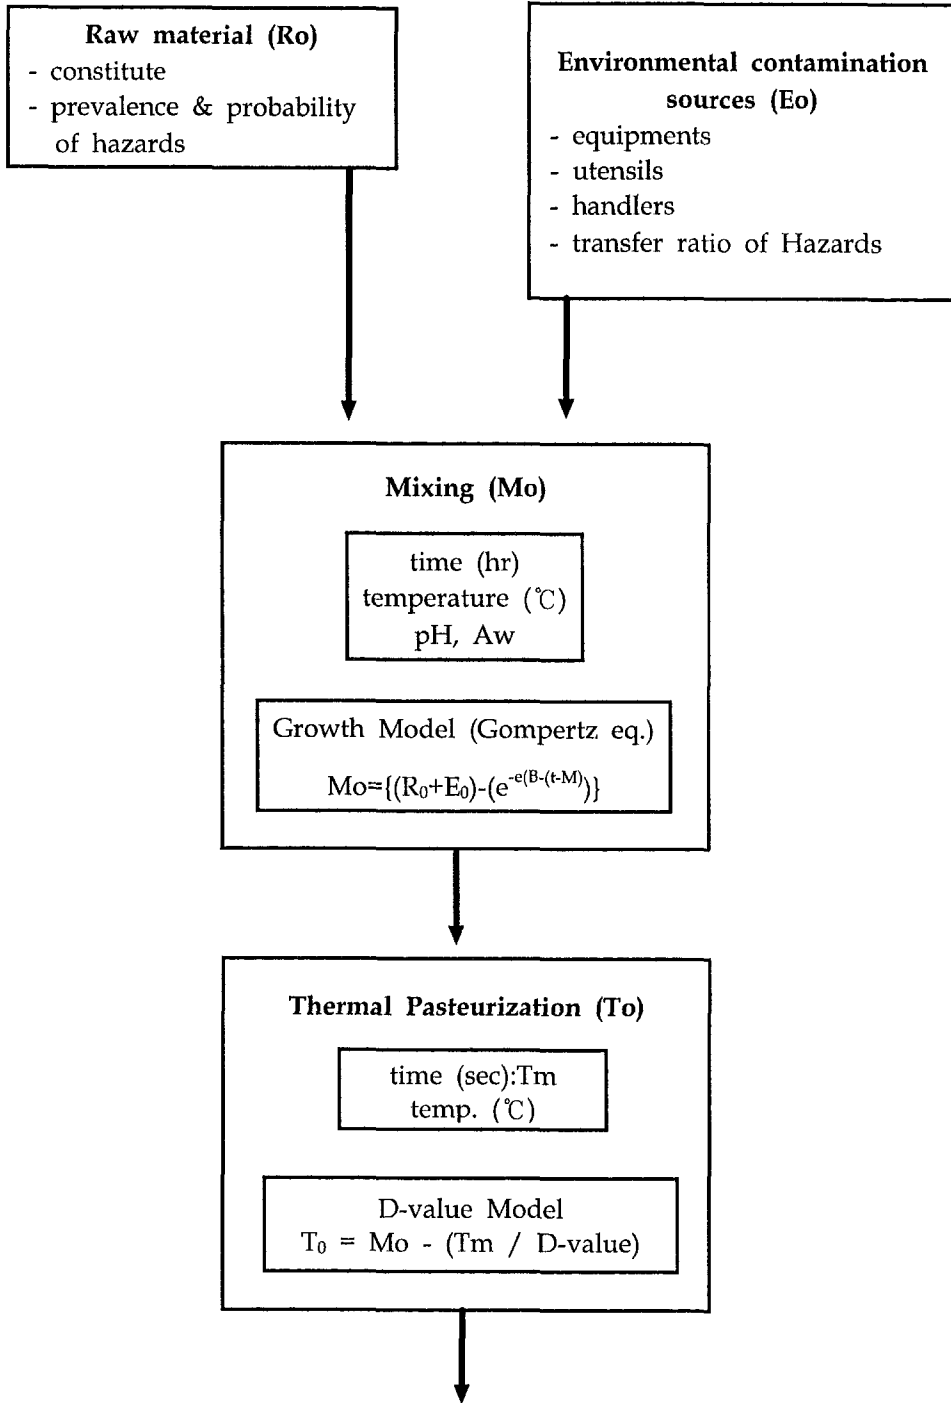 Raw material (Ro)
- constitute
- prevalence & probability
of hazards
Environmental contamination
sources (Eo)
- equipments
- utensils
- handlers
- transfer ratio of Hazards
Mixing (Mo)
time (hr)
temperature (℃)
pH, Aw
Growth Model (Gompertz eq.)
Mo={(R₀+E₀)-(e^-e(B-(t-M)))}
Thermal Pasteurization (To)
time (sec):Tm
temp. (℃)
D-value Model
T₀ = Mo - (Tm / D-value)